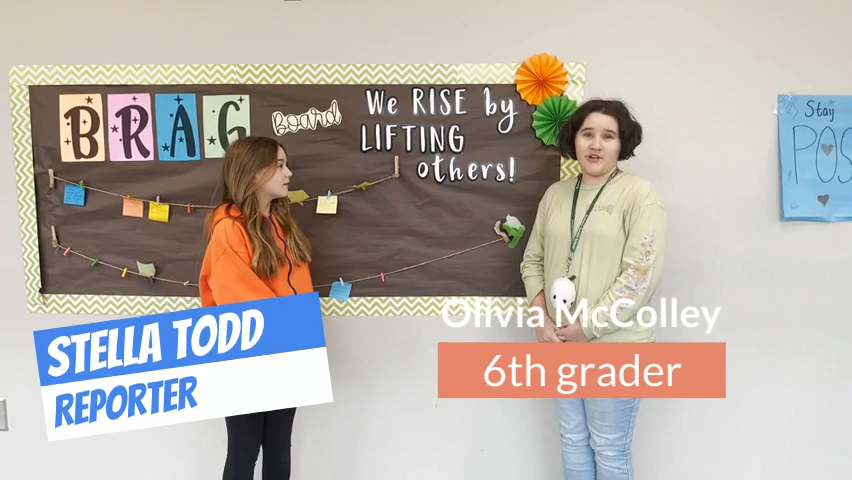 BRAG Board
We RISE by
LIFTING
others!
Stay
POS
STELLA TODD
REPORTER
Olivia McColley
6th grader